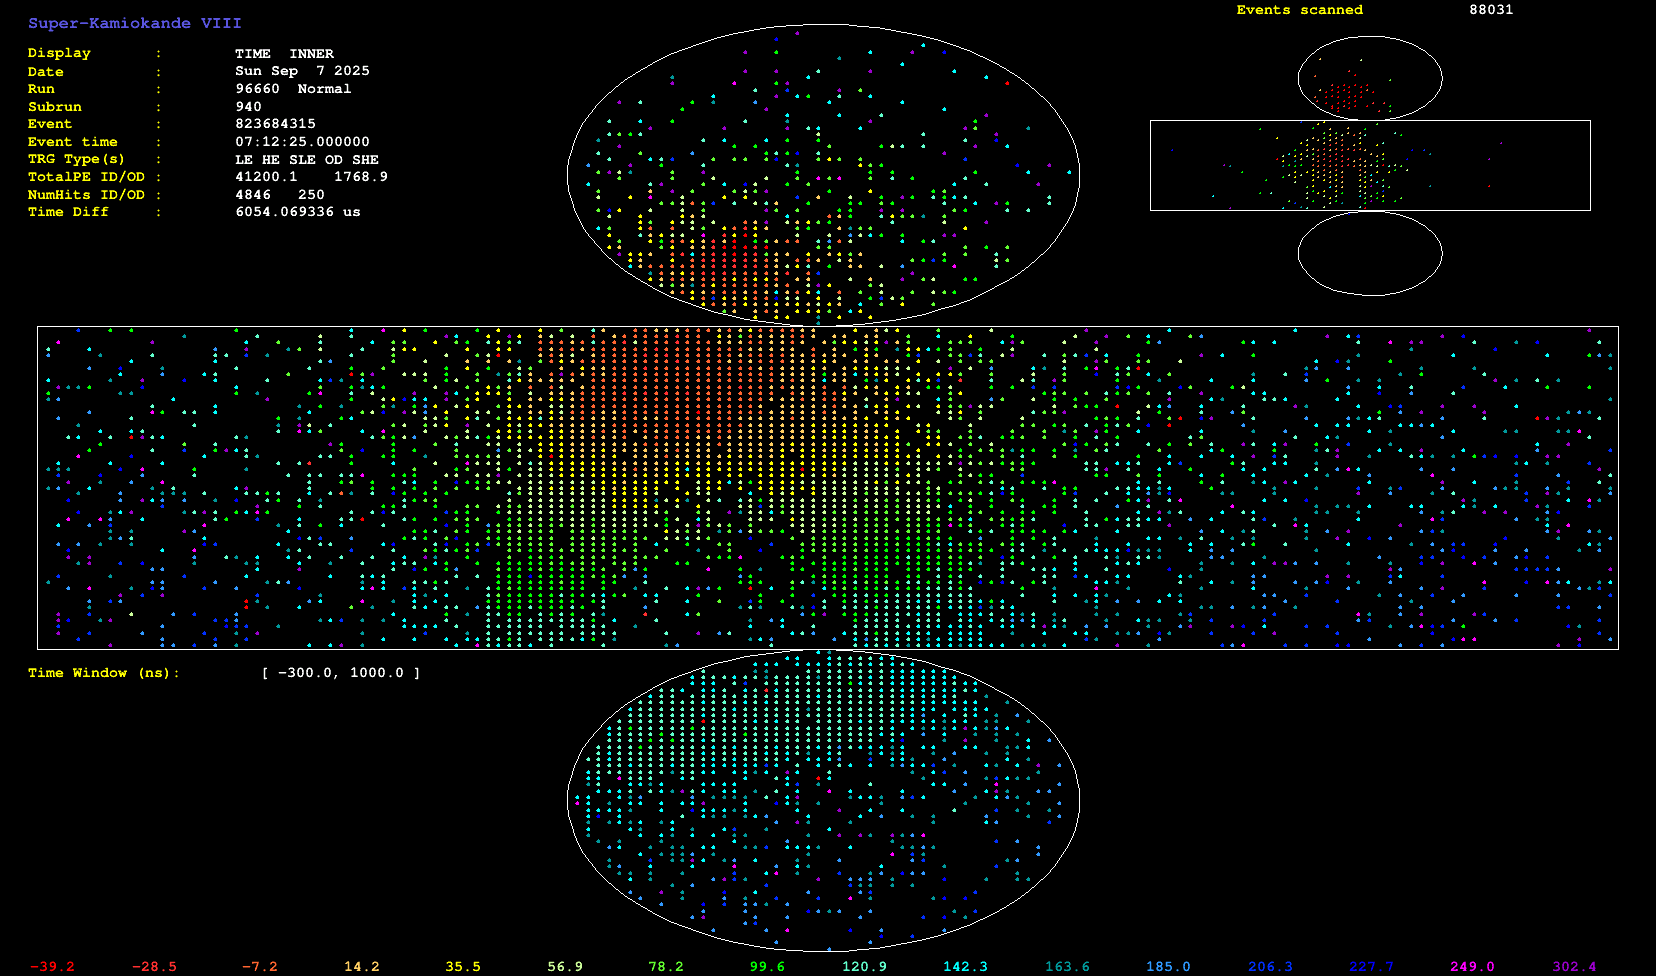 Super-Kamiokande VIII
Events scanned 88031
Display : TIME INNER
Date : Sun Sep 7 2025
Run : 96660 Normal
Subrun : 940
Event : 823684315
Event time : 07:12:25.000000
TRG Type(s) : LE HE SLE OD SHE
TotalPE ID/OD : 41200.1 1768.9
NumHits ID/OD : 4846 250
Time Diff : 6054.069336 us
Time Window (ns): [ -300.0, 1000.0 ]
-39.2 -28.5 -7.2 14.2 35.5 56.9 78.2 99.6 120.9 142.3 163.6 185.0 206.3 227.7 249.0 302.4